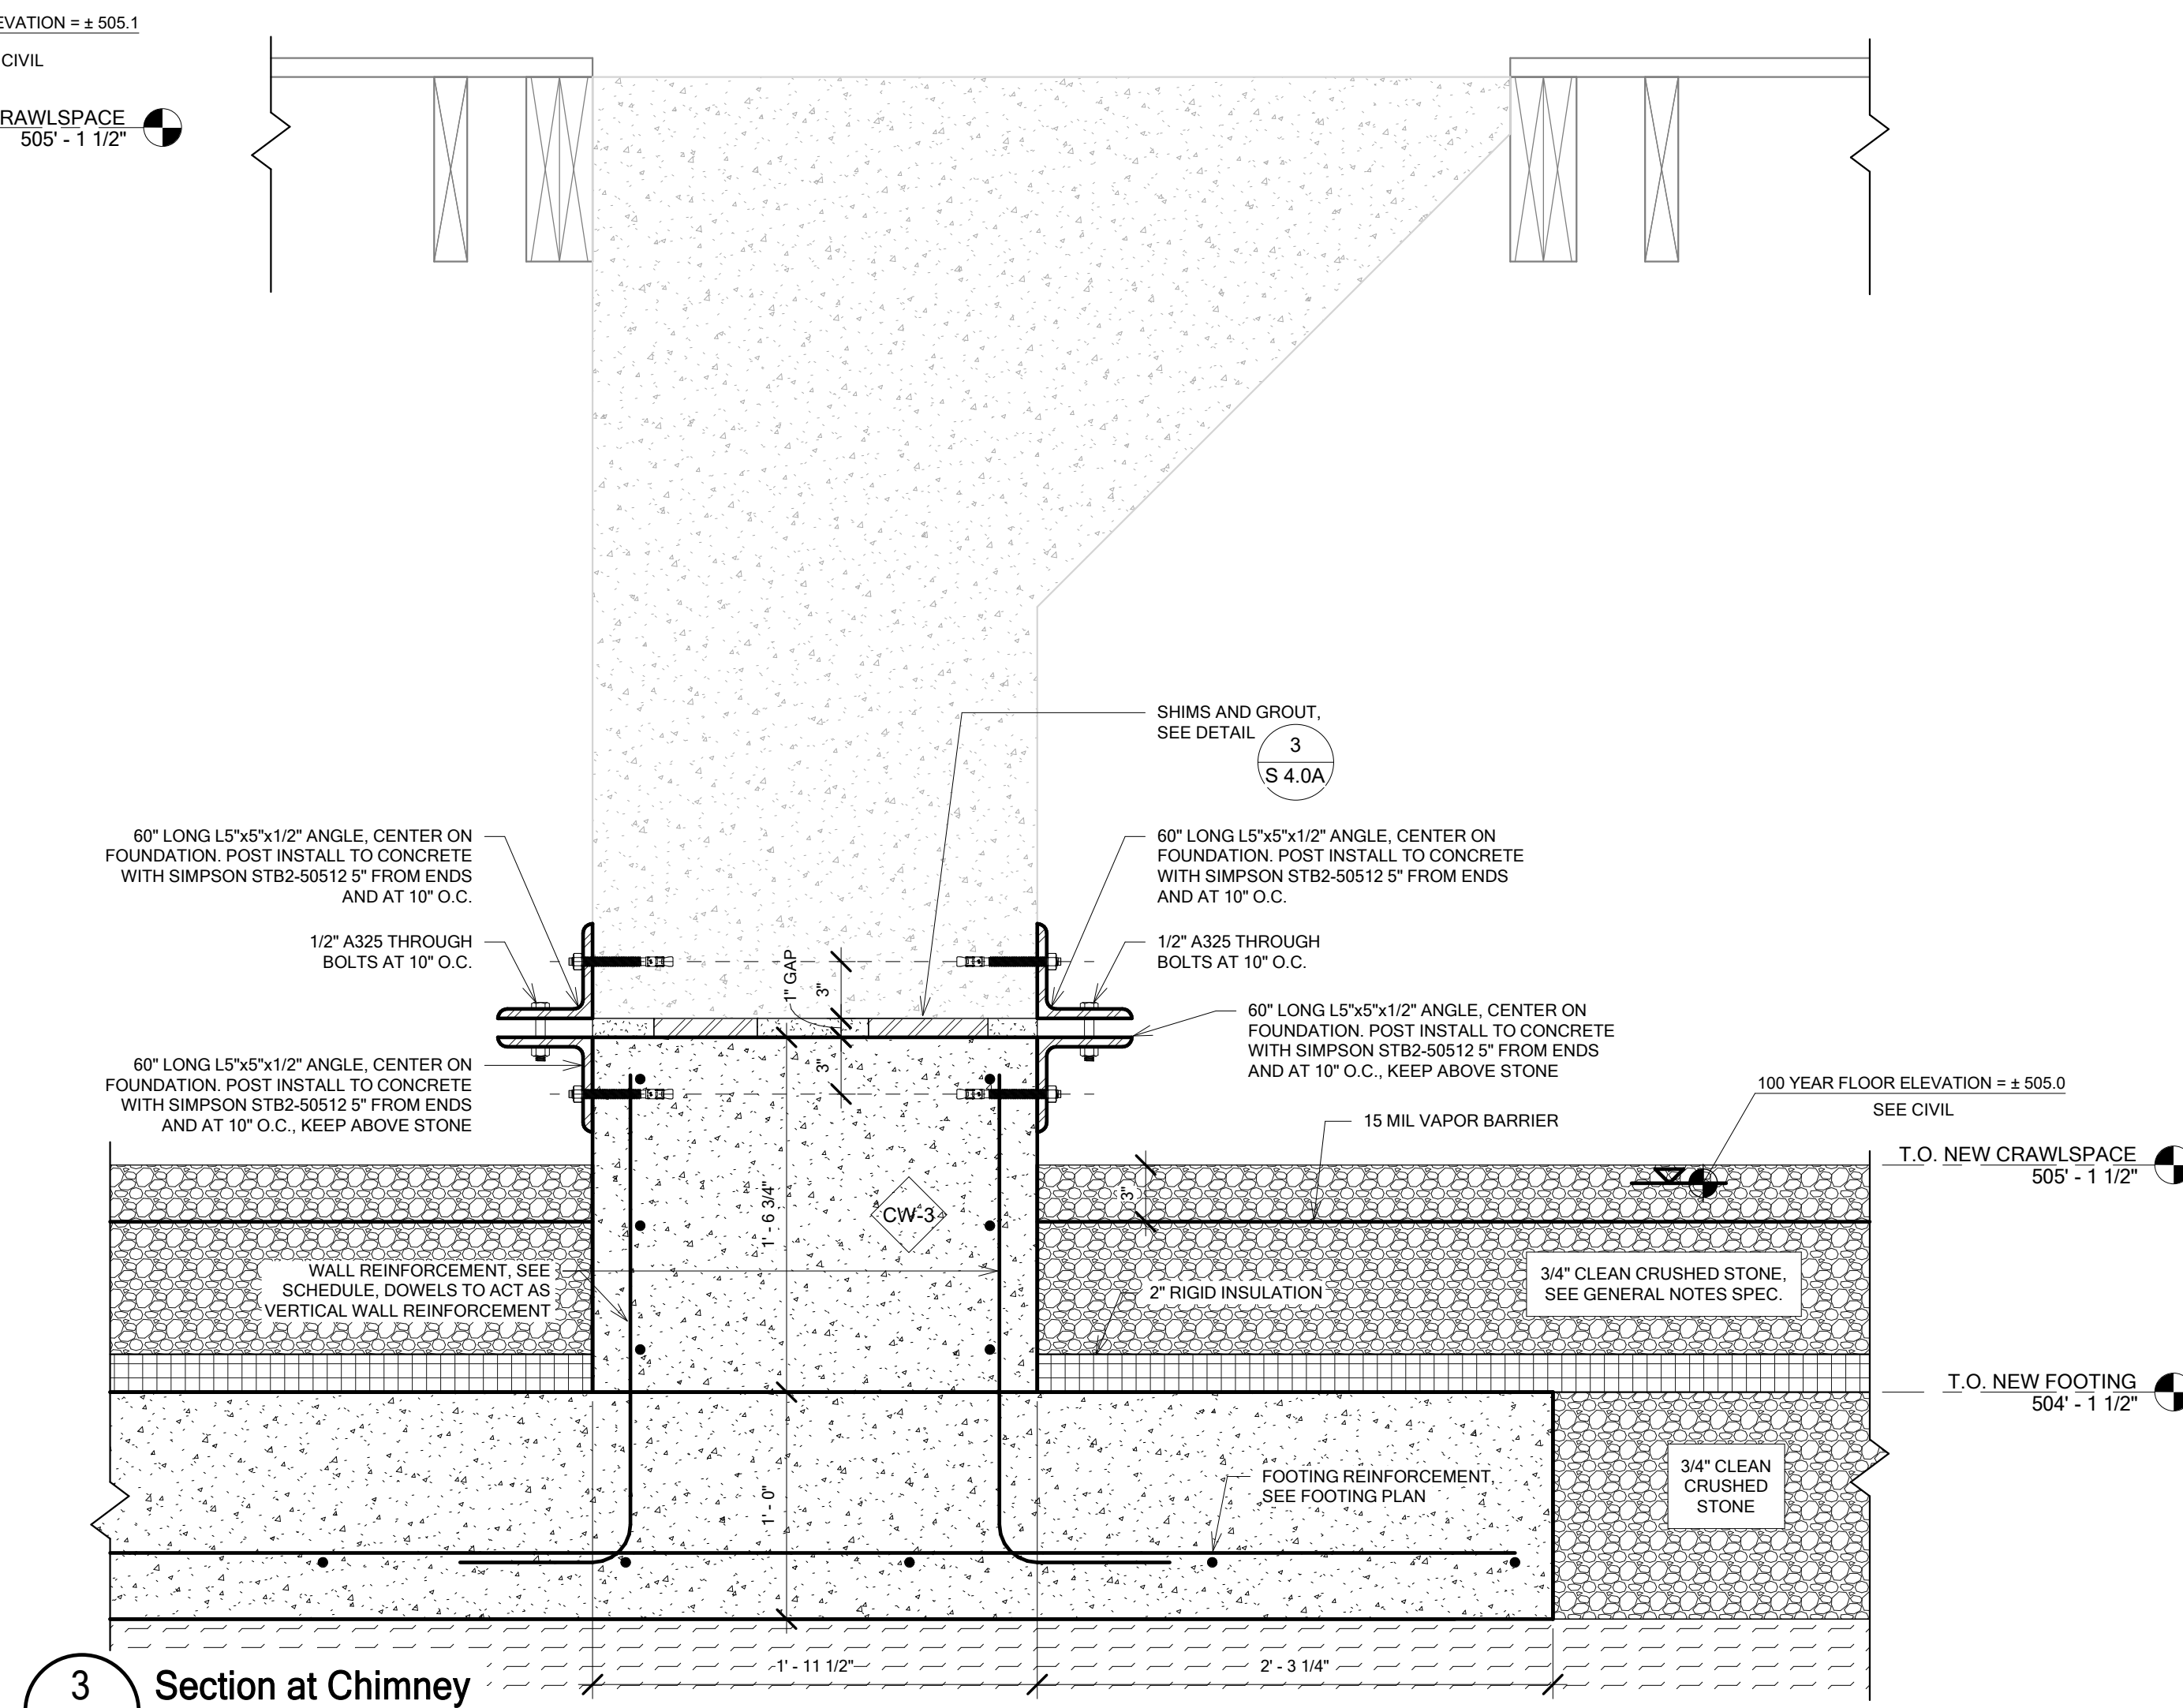 EVATION = ± 505.1
CIVIL
RAWLSPACE
505' - 1 1/2"
SHIMS AND GROUT,
SEE DETAIL
3
S 4.0A
60" LONG L5"x5"x1/2" ANGLE, CENTER ON
FOUNDATION. POST INSTALL TO CONCRETE
WITH SIMPSON STB2-50512 5" FROM ENDS
AND AT 10" O.C.
60" LONG L5"x5"x1/2" ANGLE, CENTER ON
FOUNDATION. POST INSTALL TO CONCRETE
WITH SIMPSON STB2-50512 5" FROM ENDS
AND AT 10" O.C.
1/2" A325 THROUGH
BOLTS AT 10" O.C.
1/2" A325 THROUGH
BOLTS AT 10" O.C.
1" GAP
3"
3"
60" LONG L5"x5"x1/2" ANGLE, CENTER ON
FOUNDATION. POST INSTALL TO CONCRETE
WITH SIMPSON STB2-50512 5" FROM ENDS
AND AT 10" O.C., KEEP ABOVE STONE
60" LONG L5"x5"x1/2" ANGLE, CENTER ON
FOUNDATION. POST INSTALL TO CONCRETE
WITH SIMPSON STB2-50512 5" FROM ENDS
AND AT 10" O.C., KEEP ABOVE STONE
100 YEAR FLOOR ELEVATION = ± 505.0
SEE CIVIL
15 MIL VAPOR BARRIER
T.O. NEW CRAWLSPACE
505' - 1 1/2"
3"
1' - 6 3/4"
CW-3
WALL REINFORCEMENT, SEE
SCHEDULE, DOWELS TO ACT AS
VERTICAL WALL REINFORCEMENT
2" RIGID INSULATION
3/4" CLEAN CRUSHED STONE,
SEE GENERAL NOTES SPEC.
T.O. NEW FOOTING
504' - 1 1/2"
1' - 0"
FOOTING REINFORCEMENT,
SEE FOOTING PLAN
3/4" CLEAN
CRUSHED
STONE
1' - 11 1/2"
2' - 3 1/4"
3
Section at Chimney